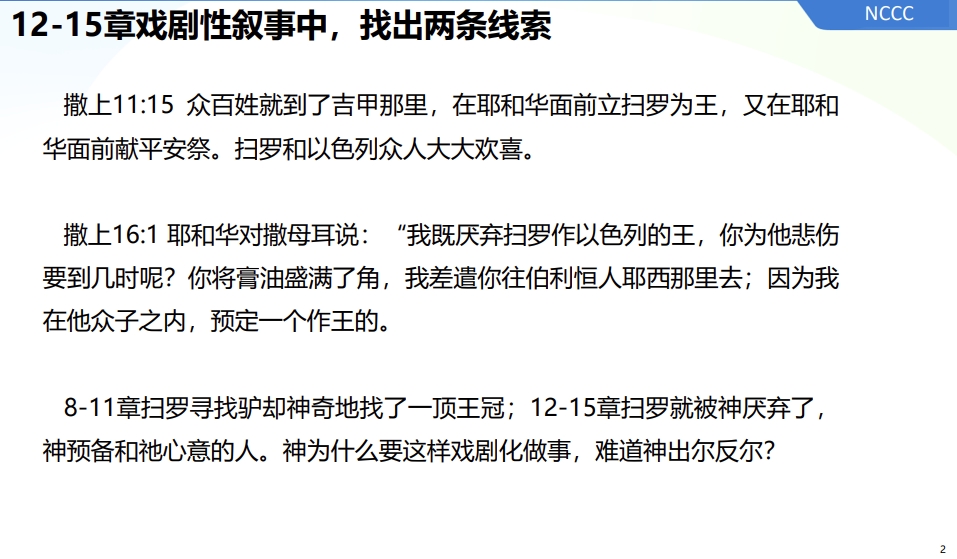 NCCC
12-15章戏剧性叙事中，找出两条线索
撒上11:15 众百姓就到了吉甲那里，在耶和华面前立扫罗为王，又在耶和
华面前献平安祭。扫罗和以色列众人大大欢喜。
撒上16:1 耶和华对撒母耳说：“我既厌弃扫罗作以色列的王，你为他悲伤
要到几时呢？你将膏油盛满了角，我差遣你往伯利恒人耶西那里去；因为我
在他众子之内，预定一个作王的。
8-11章扫罗寻找驴却神奇地找了一顶王冠；12-15章扫罗就被神厌弃了，
神预备和祂心意的人。神为什么要这样戏剧化做事，难道神出尔反尔？
2